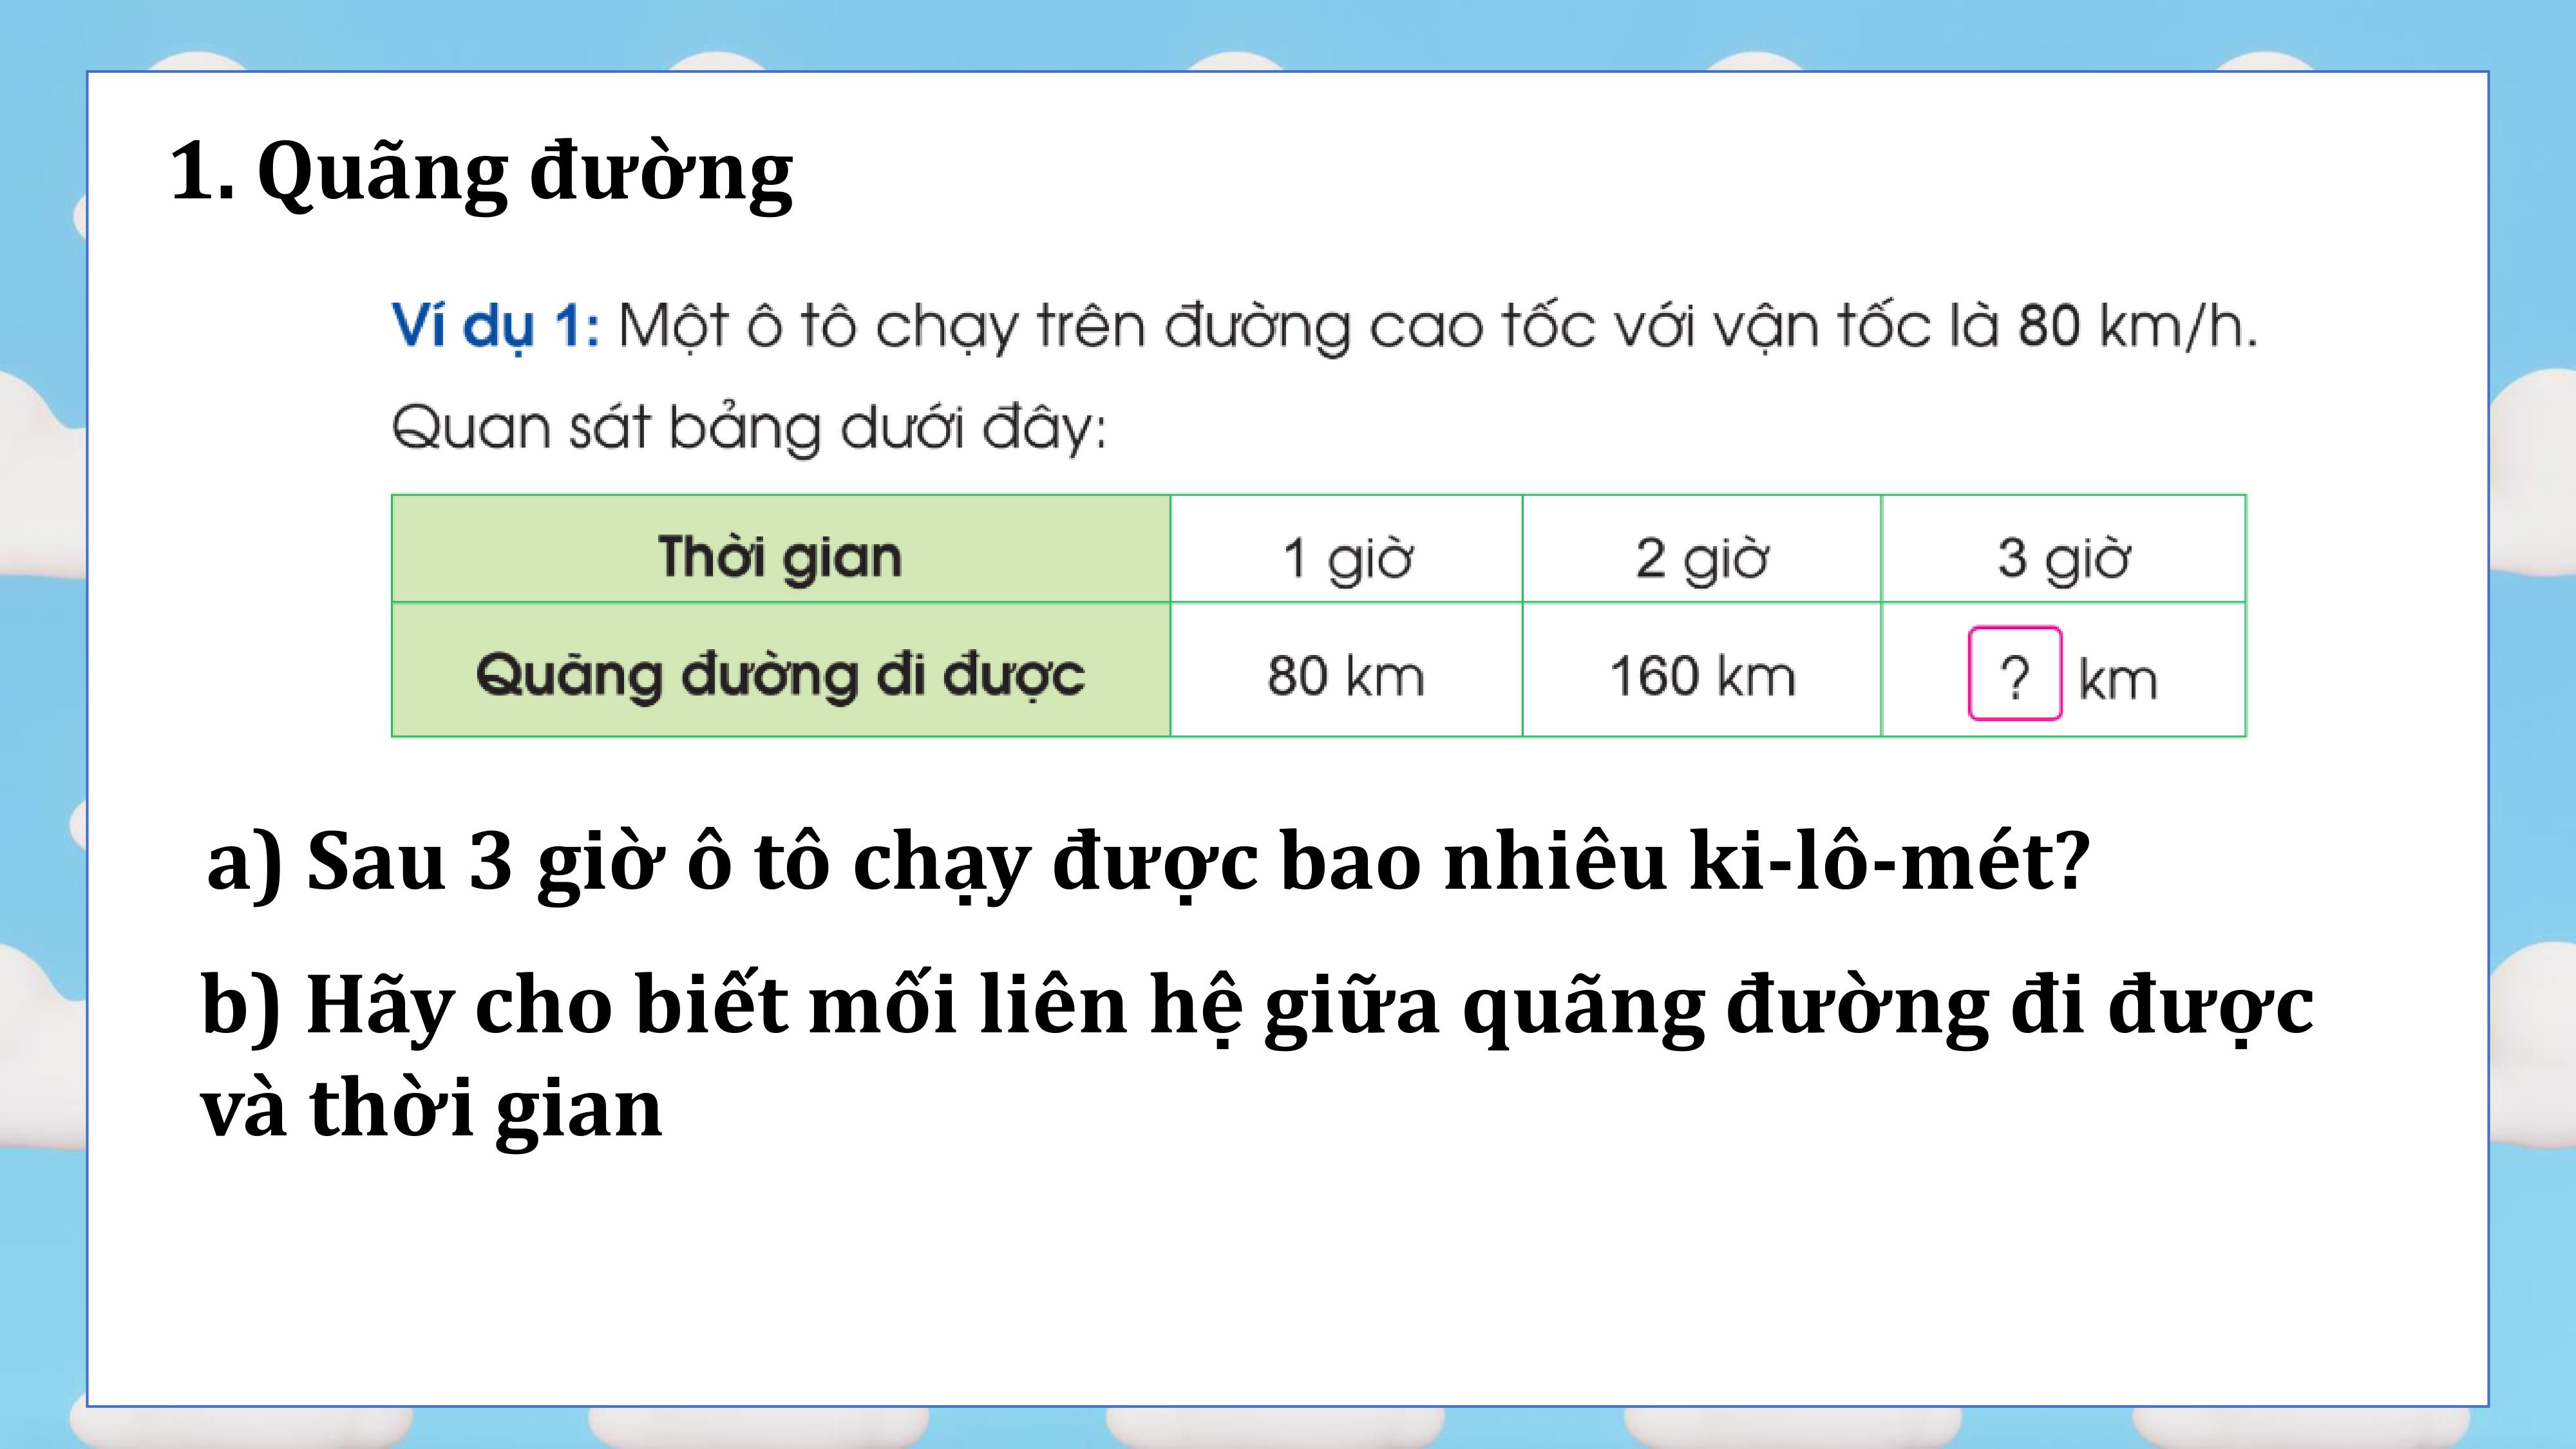 1. Quãng đường
Ví dụ 1: Một ô tô chạy trên đường cao tốc với vận tốc là 80 km/h.
Quan sát bảng dưới đây:
Thời gian 1 giờ 2 giờ 3 giờ
Quãng đường đi được 80 km 160 km ? km
a) Sau 3 giờ ô tô chạy được bao nhiêu ki-lô-mét?
b) Hãy cho biết mối liên hệ giữa quãng đường đi được
và thời gian